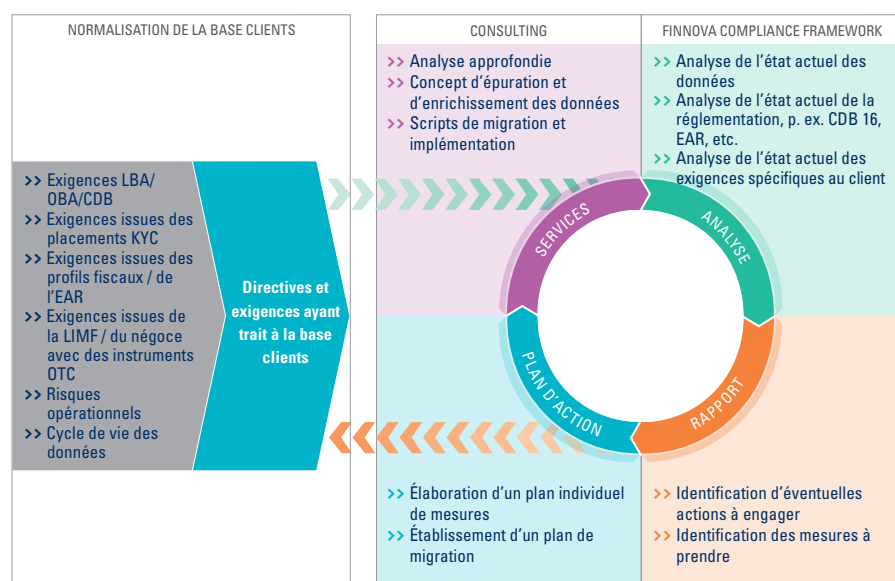 NORMALISATION DE LA BASE CLIENTS
>> Exigences LBA/
OBA/CDB
>> Exigences issues des
placements KYC
>> Exigences issues des
profils fiscaux / de
l'EAR
>> Exigences issues de
la LIMF / du négoce
avec des instruments
OTC
>> Risques
opérationnels
>> Cycle de vie des
données
Directives et
exigences ayant
trait à la base
clients
CONSULTING
>> Analyse approfondie
>> Concept d'épuration et
d'enrichissement des données
>> Scripts de migration et
implémentation
FINNOVA COMPLIANCE FRAMEWORK
>> Analyse de l'état actuel des
données
>> Analyse de l'état actuel de la
réglementation, p. ex. CDB 16,
EAR, etc.
>> Analyse de l'état actuel des
exigences spécifiques au client
SERVICES
ANALYSE
PLAN D'ACTION
RAPPORT
>> Élaboration d'un plan individuel
de mesures
>> Établissement d'un plan de
migration
>> Identification d'éventuelles
actions à engager
>> Identification des mesures à
prendre